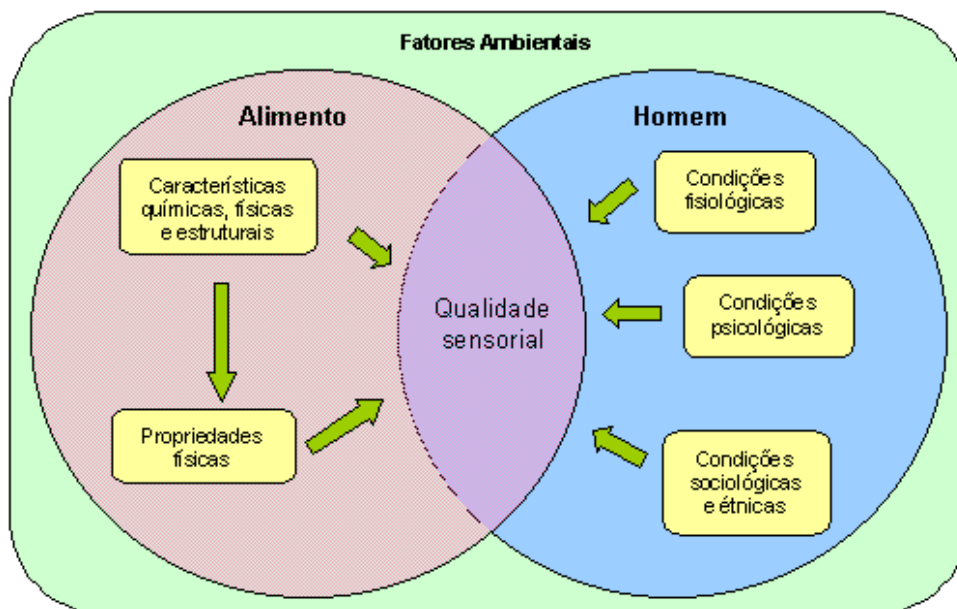 Fatores Ambientais
Alimento
Características
químicas, físicas
e estruturais
Propriedades
físicas
Qualidade
sensorial
Homem
Condições
fisiológicas
Condições
psicológicas
Condições
sociológicas
e étnicas